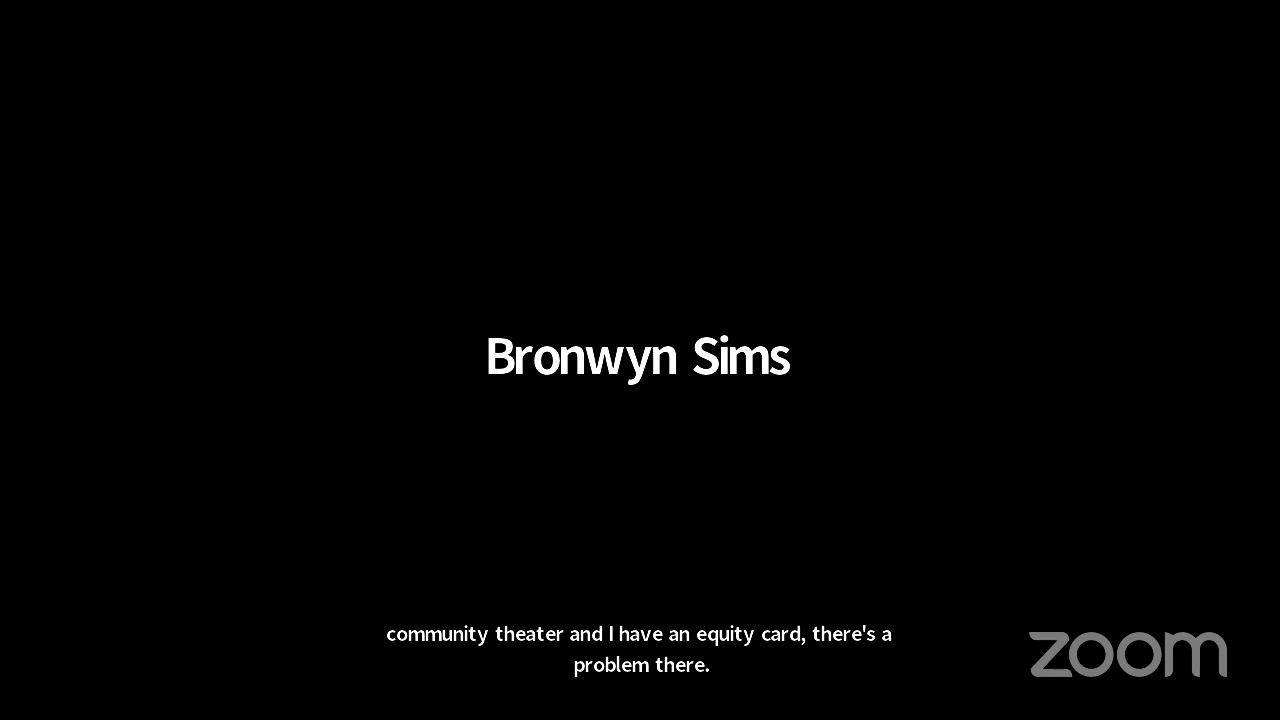 Bronwyn Sims
community theater and I have an equity card, there's a
problem there.
zoom